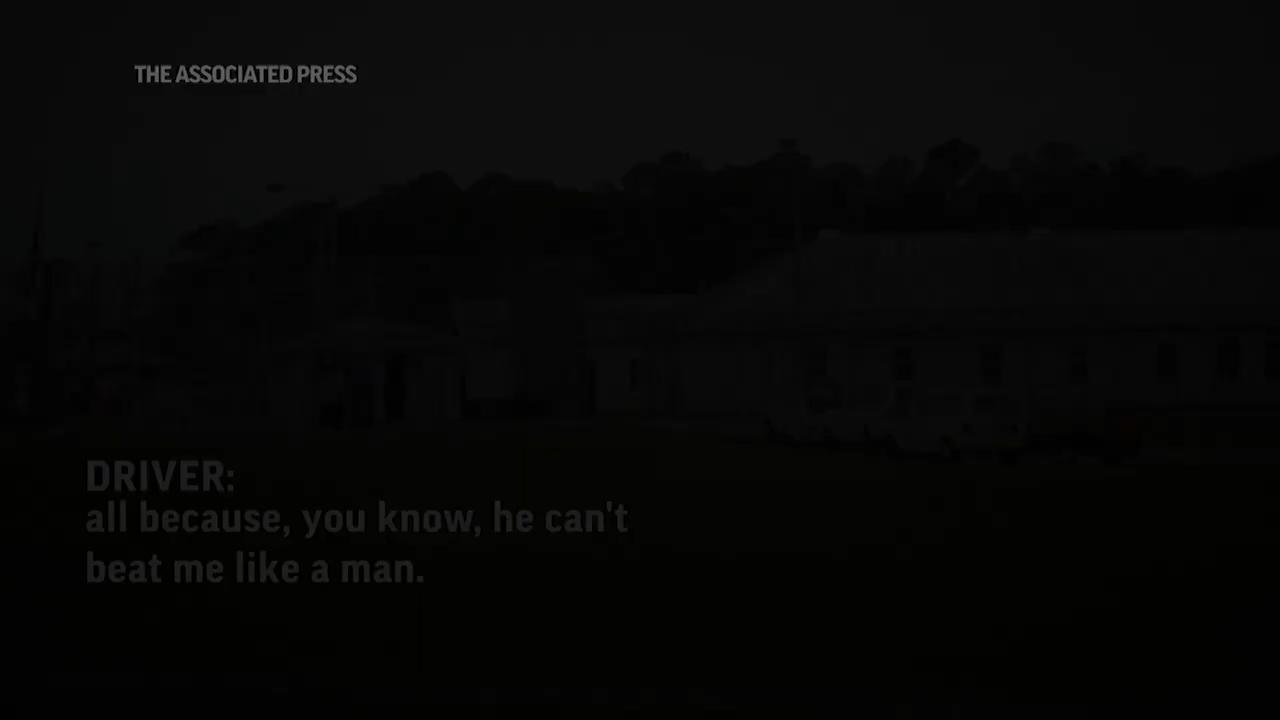 THE ASSOCIATED PRESS
DRIVER:
all because, you know, he can't
beat me like a man.